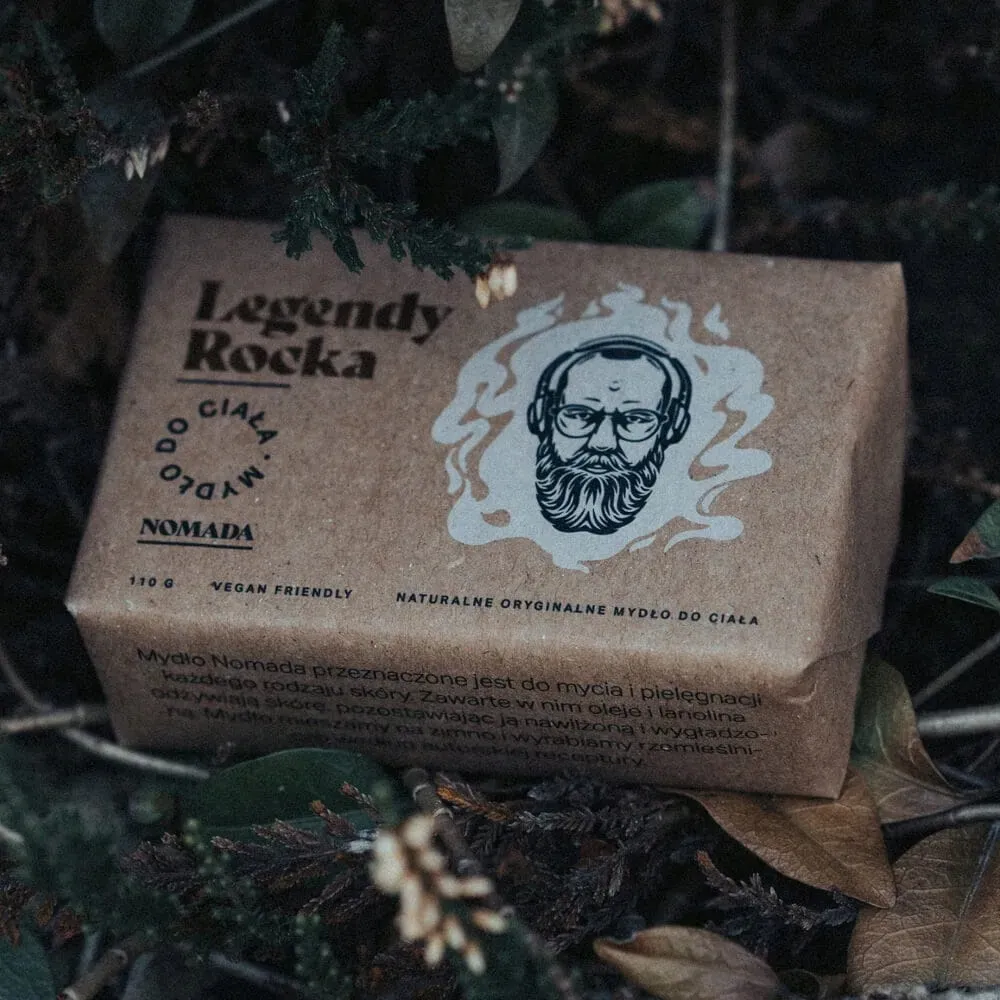 Legendy
Rocka
MYDŁO DO CIAŁA
NOMADA
110 G VEGAN FRIENDLY NATURALNE ORYGINALNE MYDŁO DO CIAŁA
Mydło Nomada przeznaczone jest do mycia i pielęgnacji
każdego rodzaju skóry. Zawarte w nim oleje i lanolina
odżywiają skórę, pozostawiając ją nawilżoną i wygładzo-
ną. Mydło mieszamy na zimno i wyrabiamy rzemieślni-
autorskiej receptury.